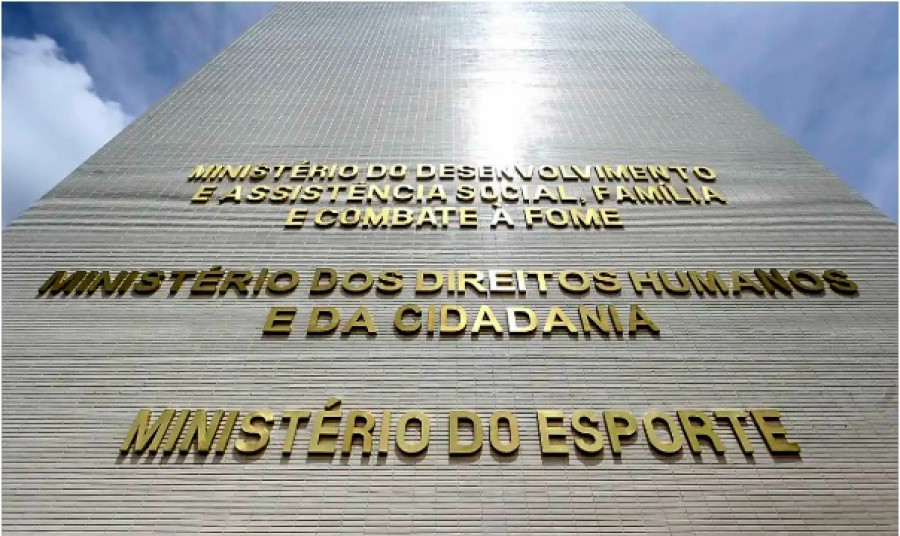 MINISTÉRIO DO DESENVOLVIMENTO
E ASSISTÊNCIA SOCIAL, FAMÍLIA
E COMBATE À FOME
MINISTÉRIO DOS DIREITOS HUMANOS
E DA CIDADANIA
MINISTÉRIO DO ESPORTE